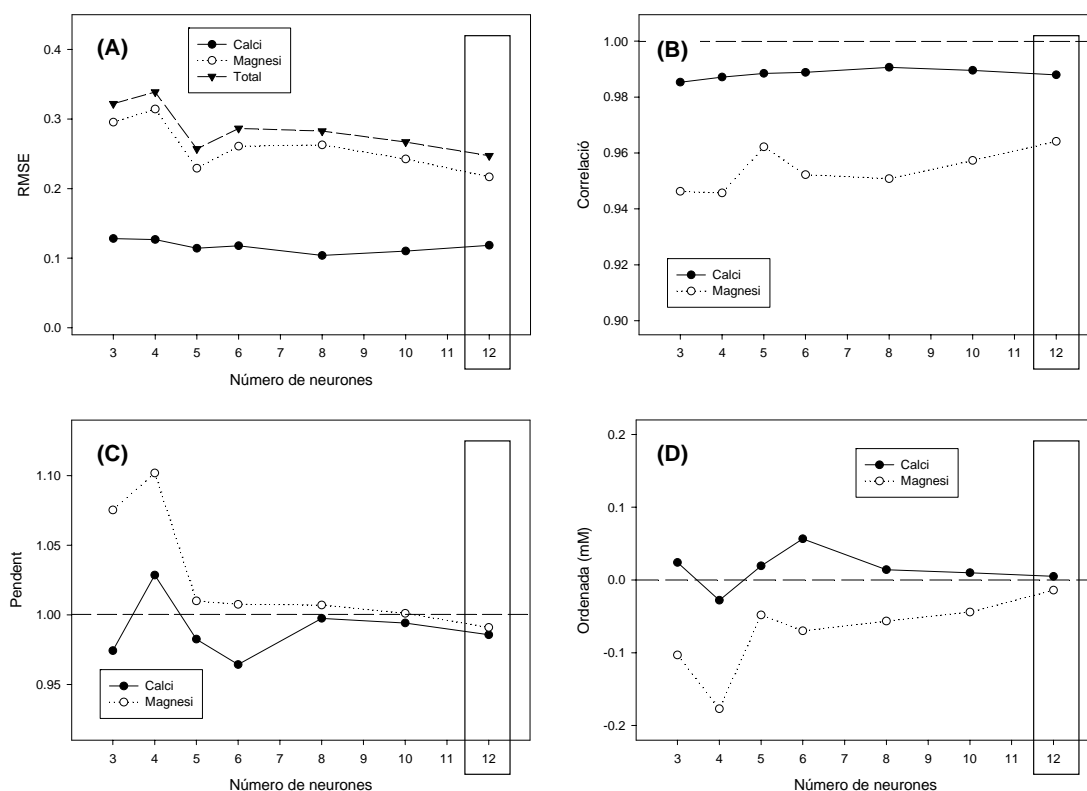 (A)
Calci
Magnesi
Total
RMSE
0.4
0.3
0.2
0.1
0.0
3 4 5 6 7 8 9 10 11 12
Número de neurones
(B)
Correlació
1.00
0.98
0.96
0.94
0.92
0.90
Calci
Magnesi
3 4 5 6 7 8 9 10 11 12
(C)
Pendent
1.10
1.05
1.00
0.95
Calci
Magnesi
3 4 5 6 7 8 9 10 11 12
Número de neurones
(D)
Calci
Magnesi
Ordenada (mM)
0.2
0.1
0.0
-0.1
-0.2
3 4 5 6 7 8 9 10 11 12
Número de neurones